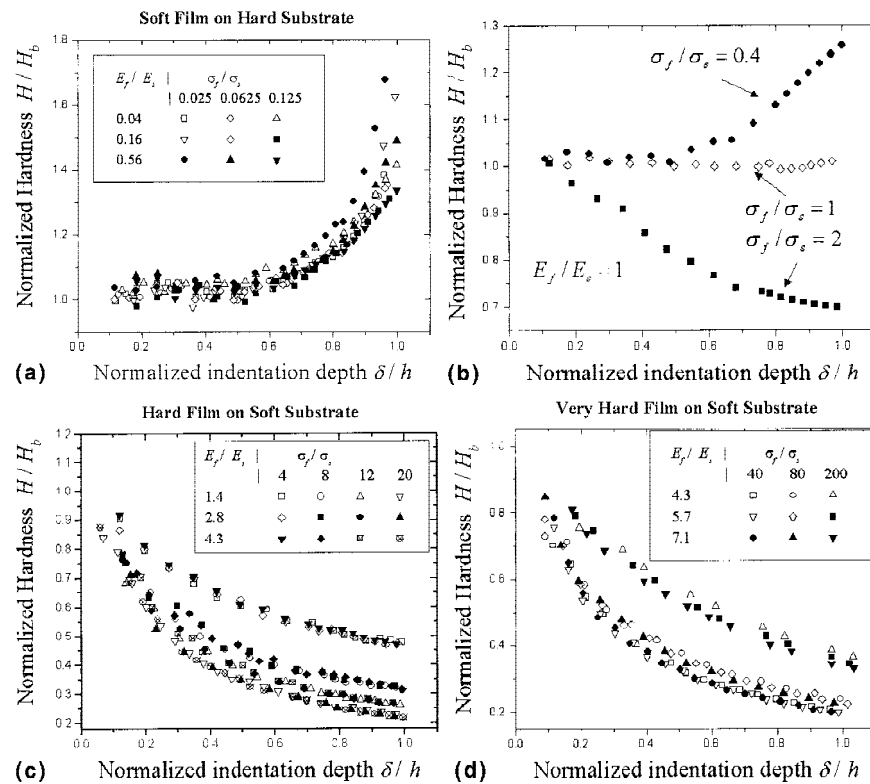 Soft Film on Hard Substrate
Normalized Hardness H / H_b
1.8
1.6
1.4
1.2
1.0
E_f / E_s σ_f / σ_s
0.025 0.0625 0.125
0.04
0.16
0.56
0.0 0.2 0.4 0.6 0.8 1.0
(a) Normalized indentation depth δ / h
Normalized Hardness H / H_b
1.3
1.2
1.1
1.0
0.9
0.8
0.7
σ_f / σ_s = 0.4
σ_f / σ_s = 1
σ_f / σ_s = 2
E_f / E_s = 1
0.0 0.2 0.4 0.6 0.8 1.0
(b) Normalized indentation depth δ / h
Hard Film on Soft Substrate
Normalized Hardness H / H_b
1.2
1.1
1.0
0.9
0.8
0.7
0.6
0.5
0.4
0.3
0.2
E_f / E_s σ_f / σ_s
4 8 12 20
1.4
2.8
4.3
0.0 0.2 0.4 0.6 0.8 1.0
(c) Normalized indentation depth δ / h
Very Hard Film on Soft Substrate
Normalized Hardness H / H_b
1.0
0.8
0.6
0.4
0.2
E_f / E_s σ_f / σ_s
40 80 200
4.3
5.7
7.1
0.0 0.2 0.4 0.6 0.8 1.0
(d) Normalized indentation depth δ / h